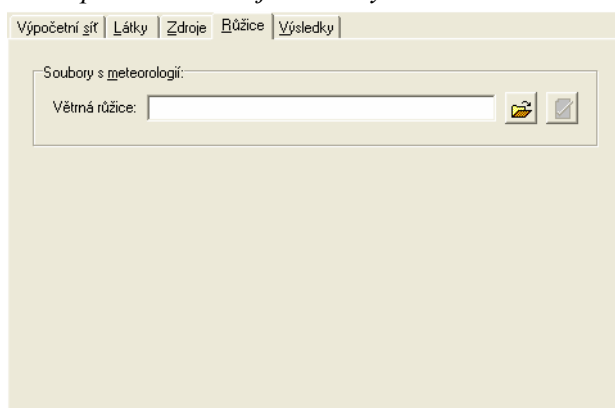 Výpočetní síť Látky Zdroje Růžice Výsledky
Soubory s meteorologií:
Větrná růžice: